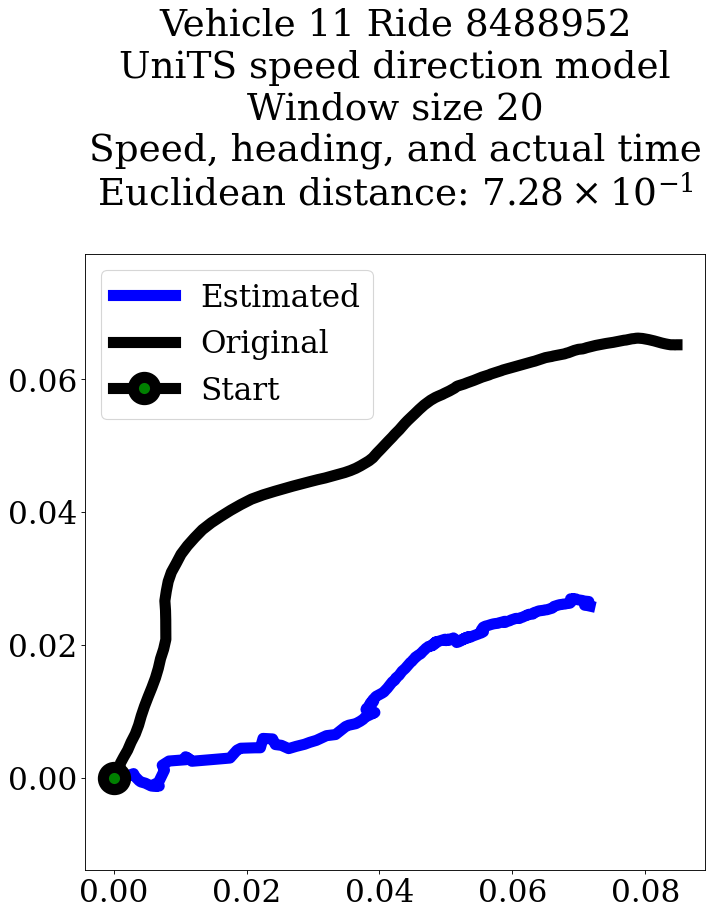 Vehicle 11 Ride 8488952
UniTS speed direction model
Window size 20
Speed, heading, and actual time
Euclidean distance: 7.28 × 10⁻¹
Estimated
Original
Start
0.06
0.04
0.02
0.00
0.00 0.02 0.04 0.06 0.08